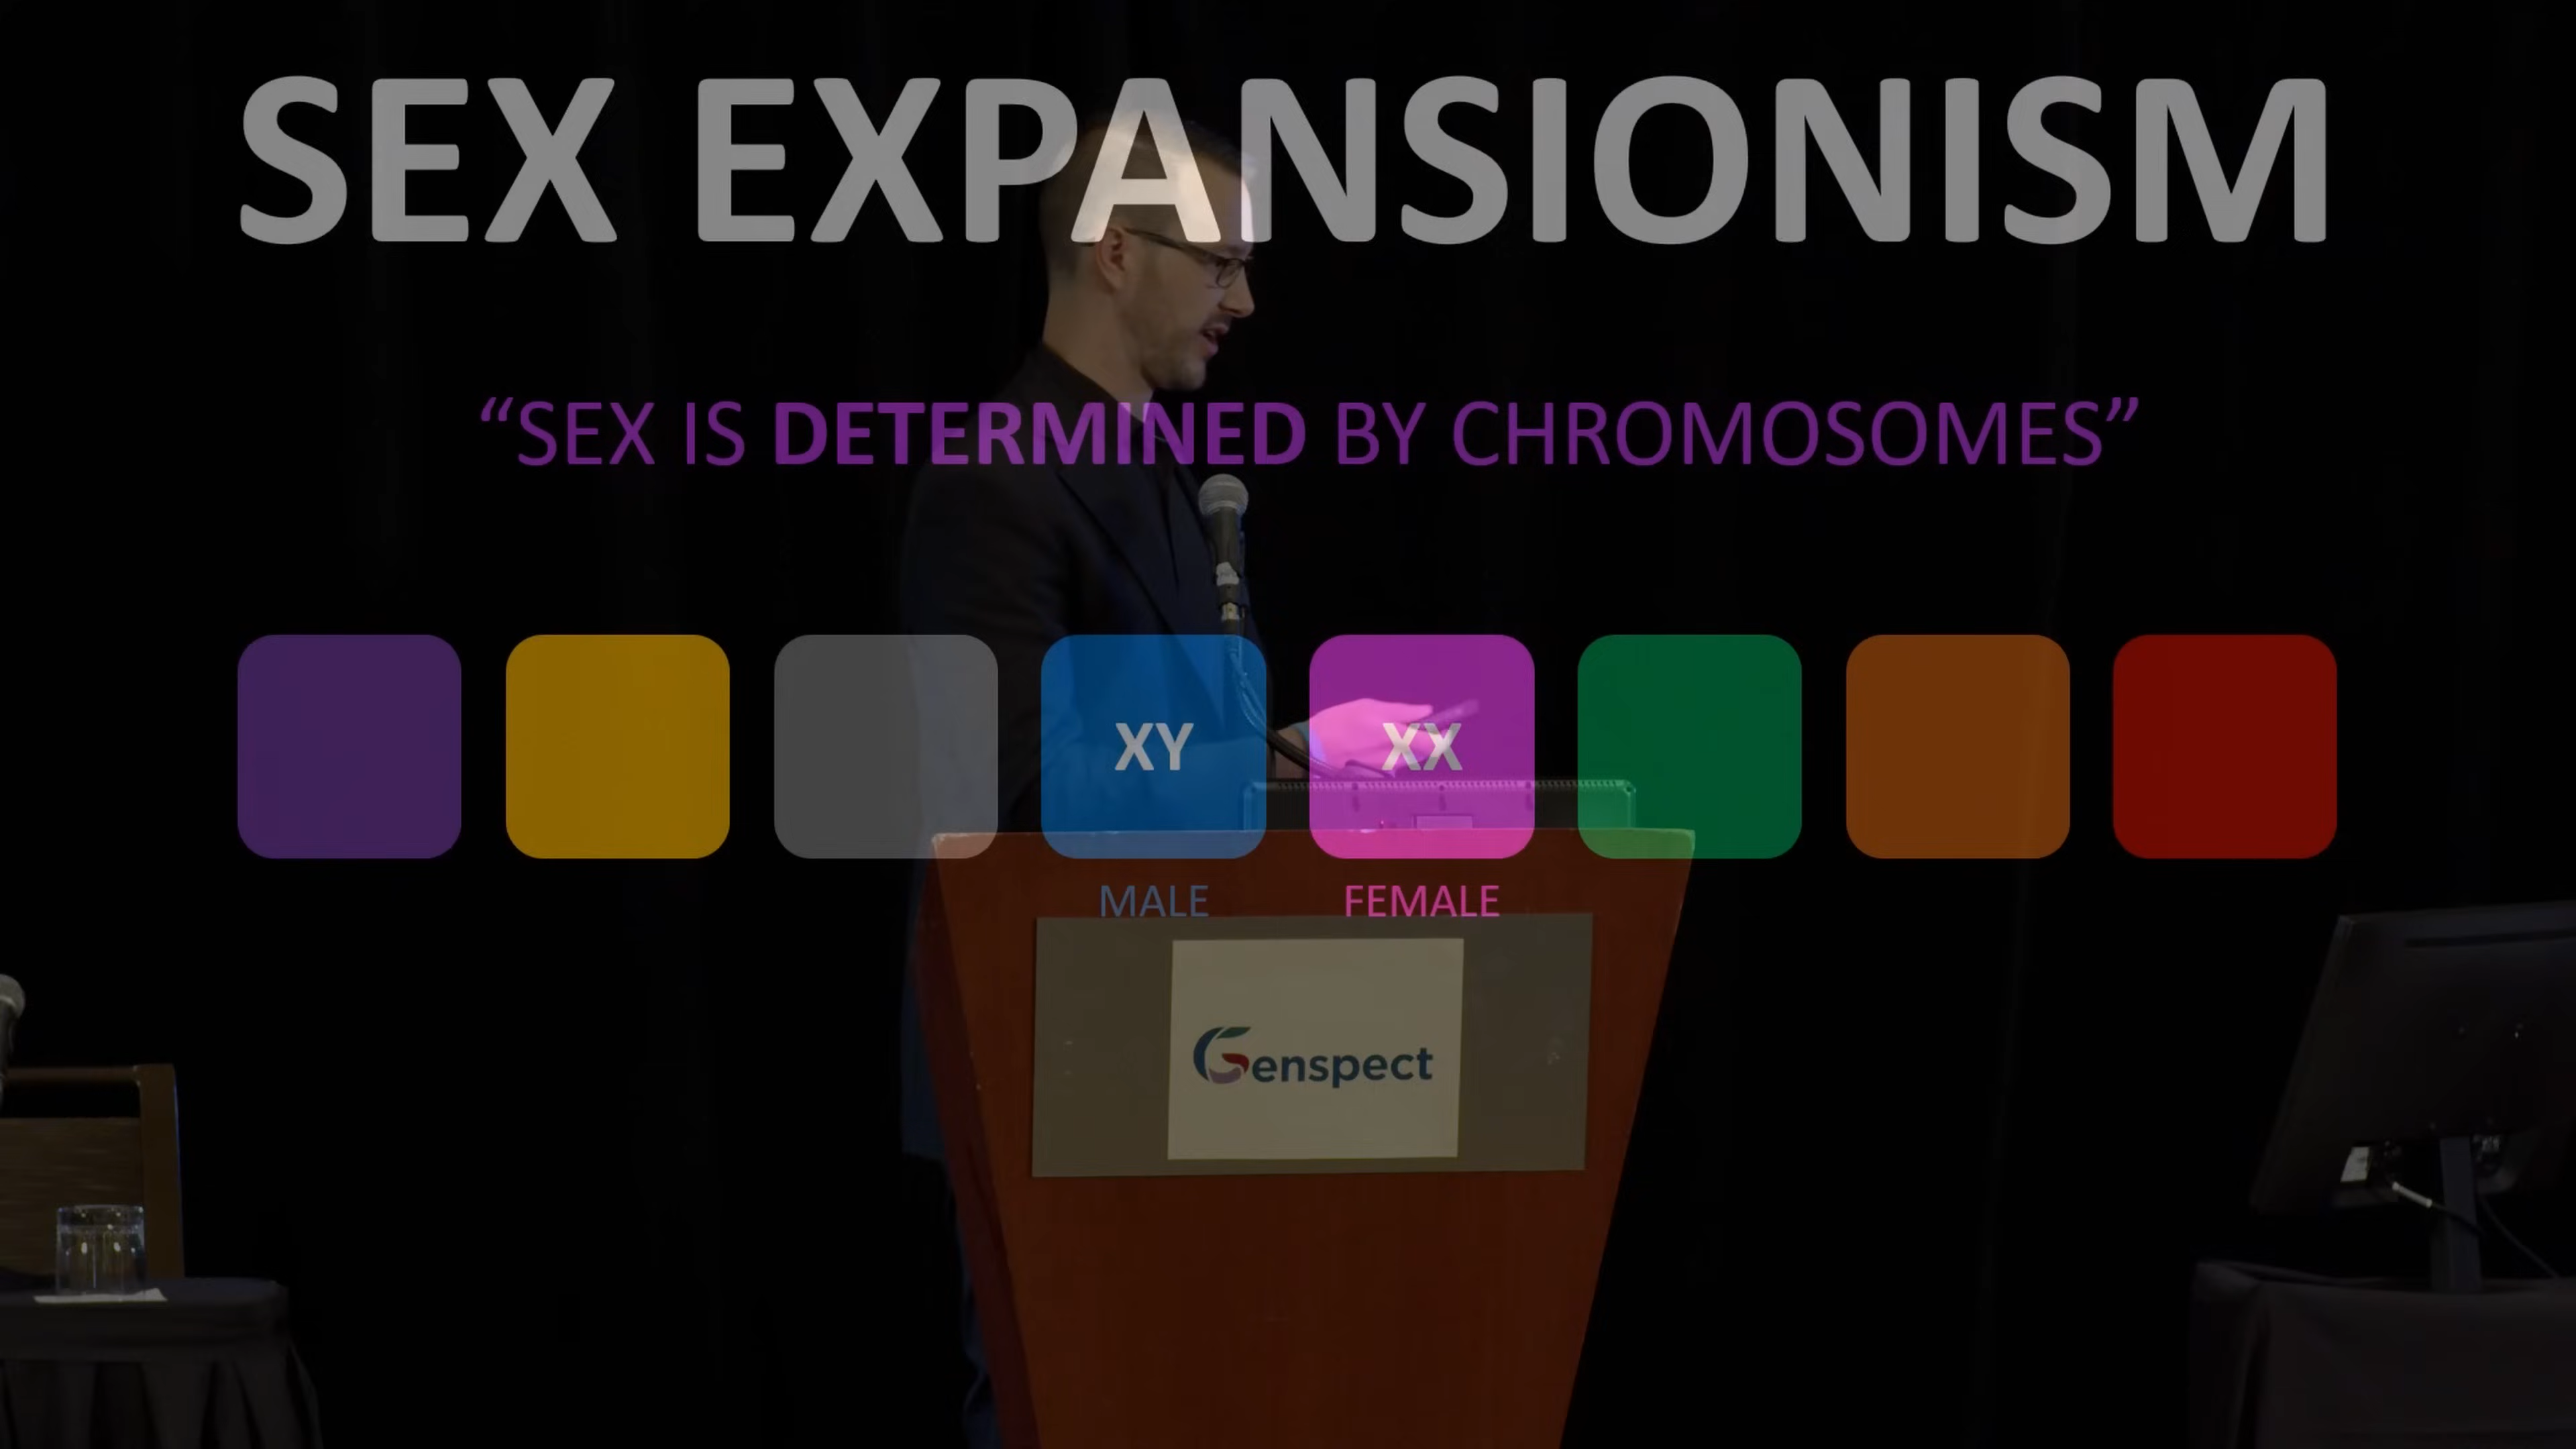 SEX EXPANSIONISM
“SEX IS DETERMINED BY CHROMOSOMES”
XY XX
MALE FEMALE
Genspect